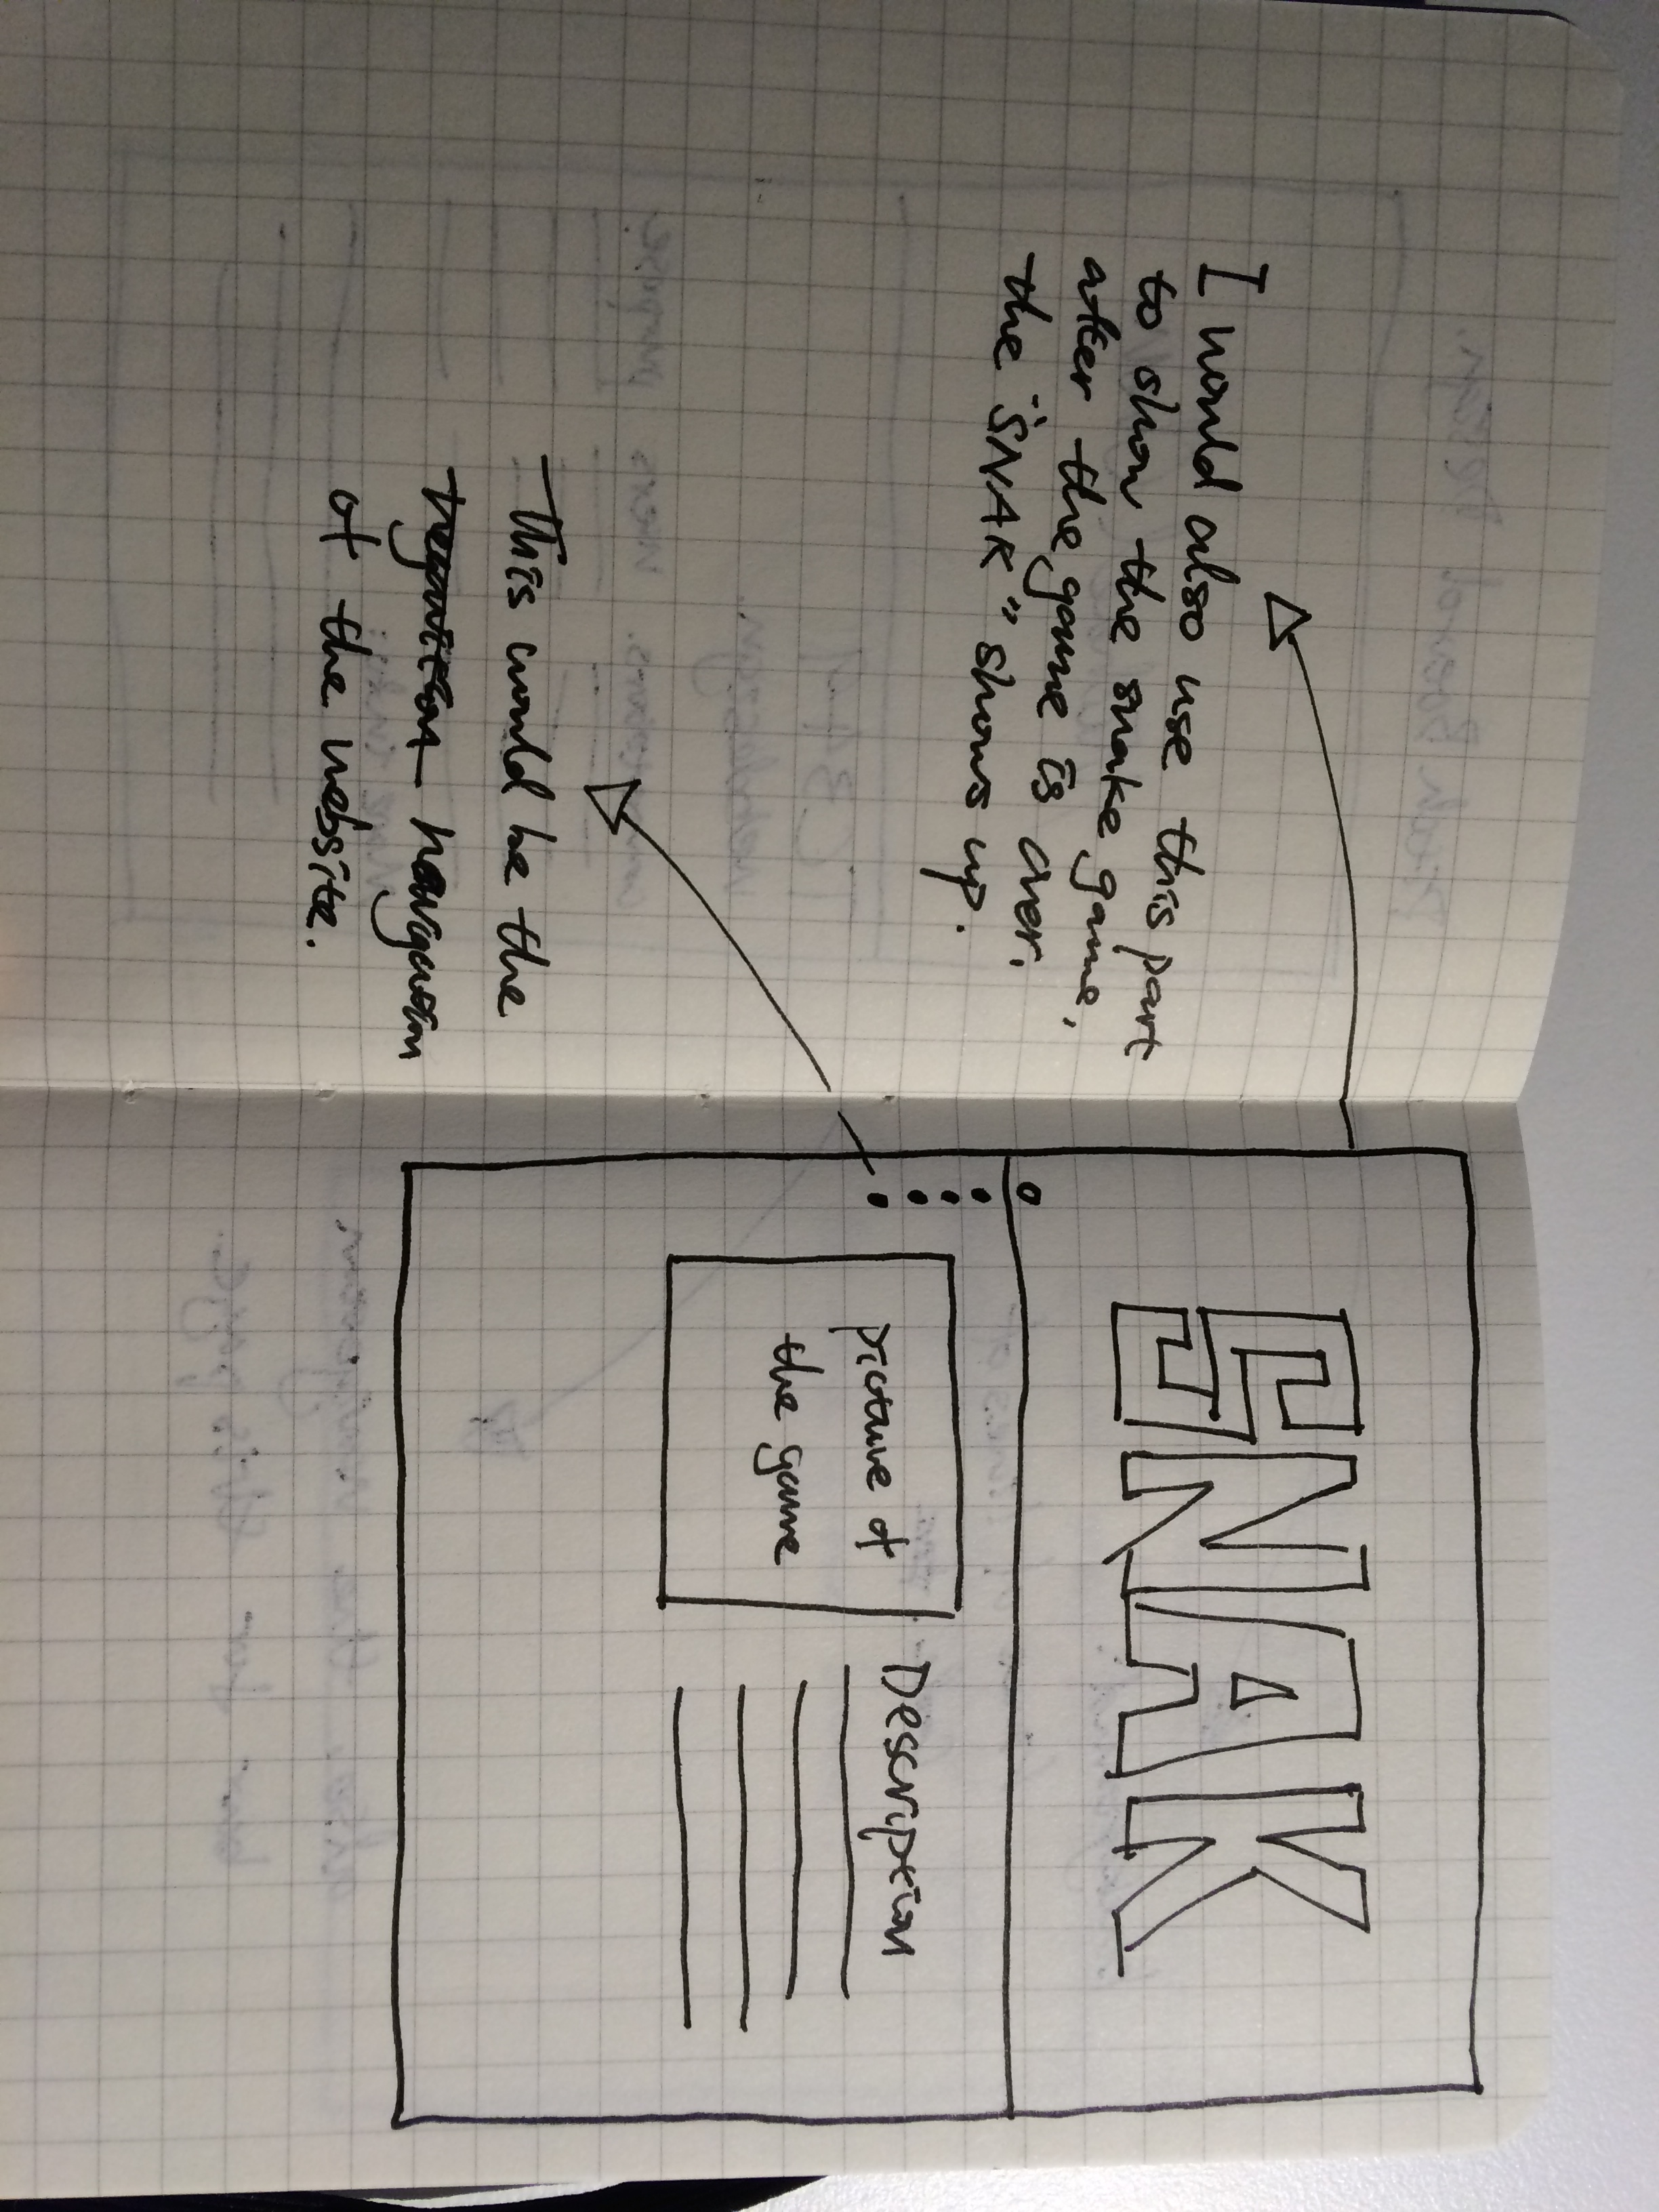 I would also use this part
to show the snake game,
after the game is over,
the "SNAK" shows up.
This would be the
navigation
of the website.
SNAK
picture of
the game
Description